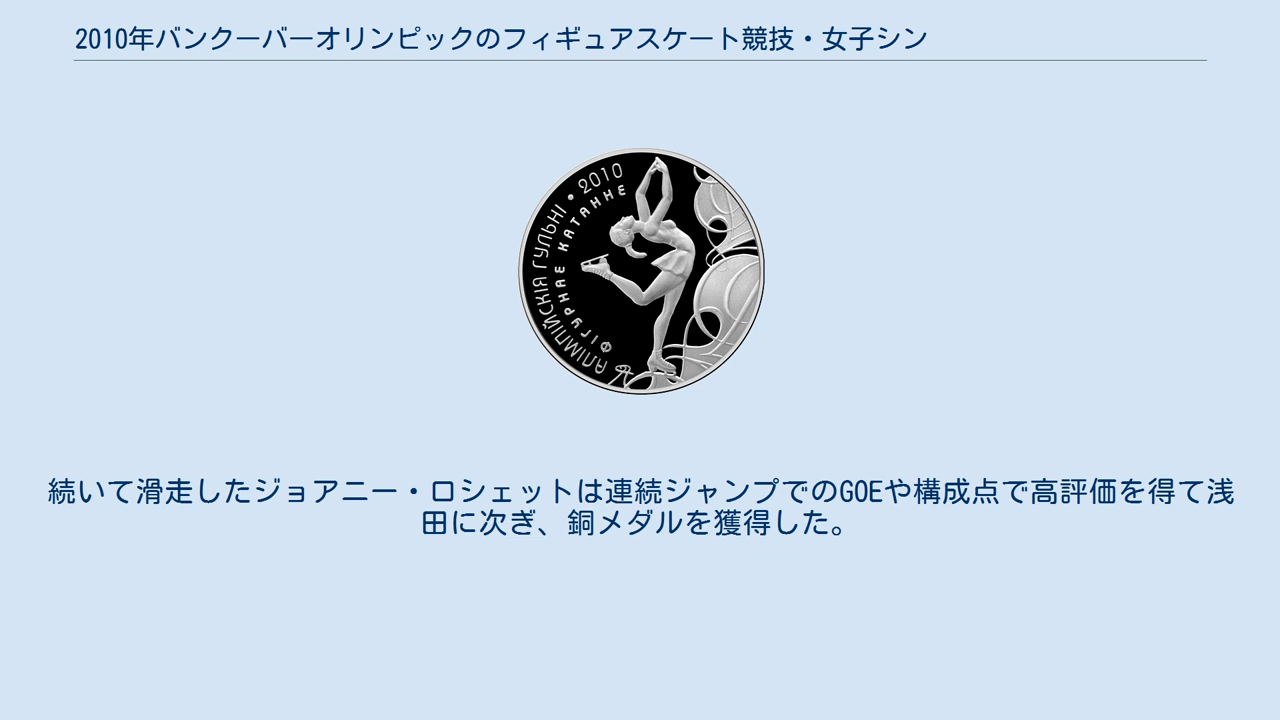 2010年バンクーバーオリンピックのフィギュアスケート競技・女子シン
АЛІМПІЙСКІЯ ГУЛЬНІ • 2010
ФІГУРНАЕ КАТАННЕ
続いて滑走したジョアニー・ロシェットは連続ジャンプでのGOEや構成点で高評価を得て浅
田に次ぎ、銅メダルを獲得した。